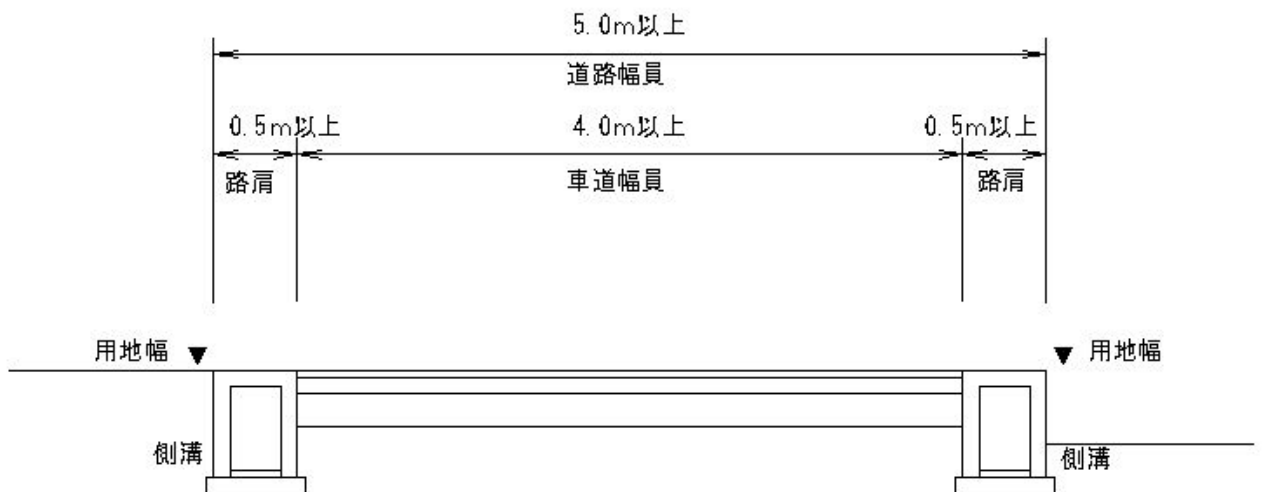 5.0m以上
道路幅員
0.5m以上 4.0m以上 0.5m以上
路肩 車道幅員 路肩
用地幅 ▼ ▼ 用地幅
側溝 側溝